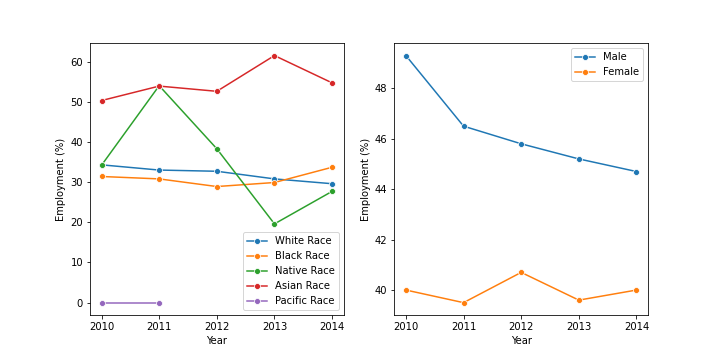 60
50
40
30
20
10
0
Employment (%)
2010 2011 2012 2013 2014
Year
White Race
Black Race
Native Race
Asian Race
Pacific Race
48
46
44
42
40
Employment (%)
2010 2011 2012 2013 2014
Year
Male
Female